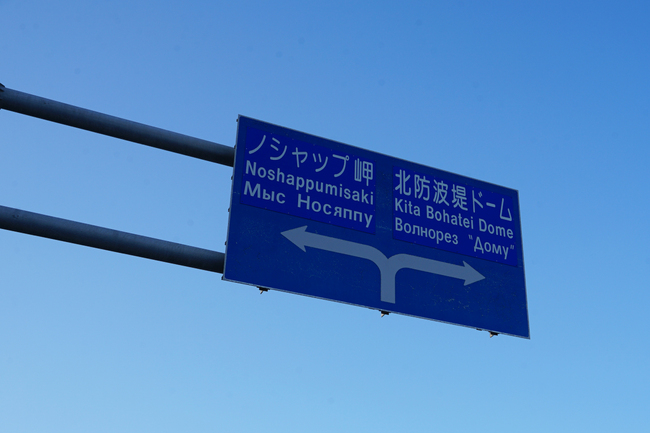 ノシャップ岬
Noshappumisaki
Мыс Носяппу
北防波堤ドーム
Kita Bohatei Dome
Волнорез "Дому"